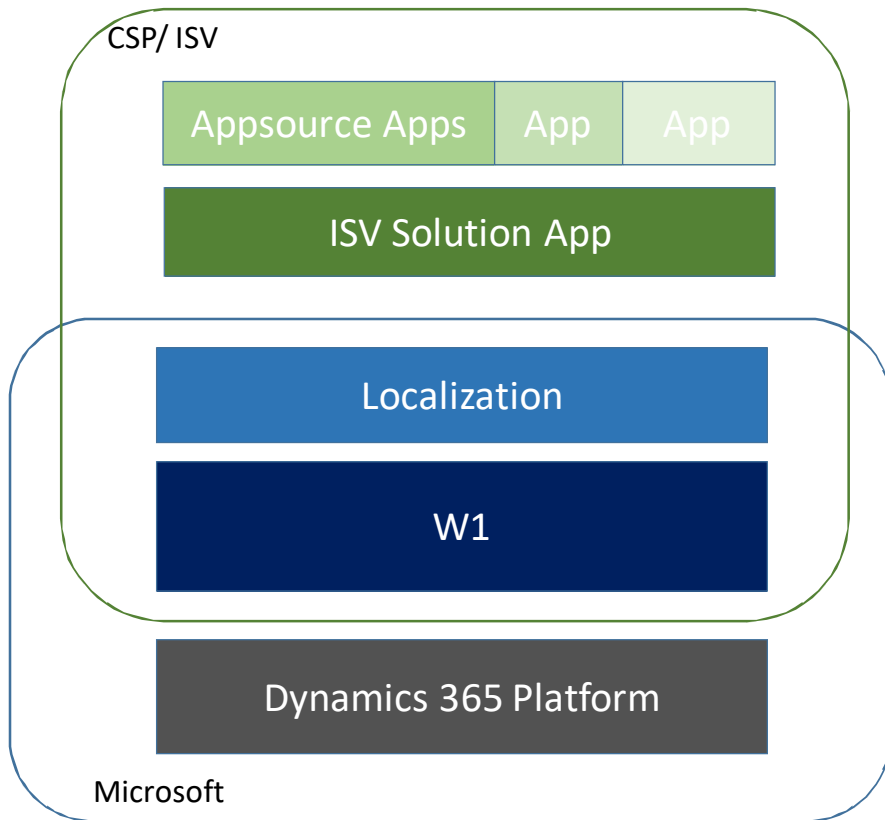 CSP/ ISV
Appsource Apps
App
App
ISV Solution App
Localization
W1
Dynamics 365 Platform
Microsoft